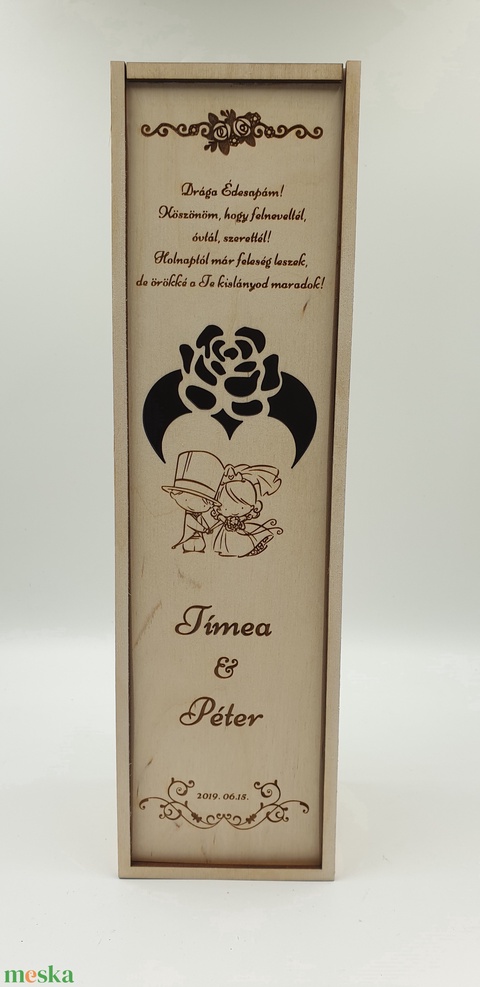 Drága Édesapám!
Köszönöm, hogy felneveltél,
óvtál, szerettél!
Holnaptól már feleség leszek,
de örökké a Te kislányod maradok!
Tímea
&
Péter
2019. 06.15.
meska